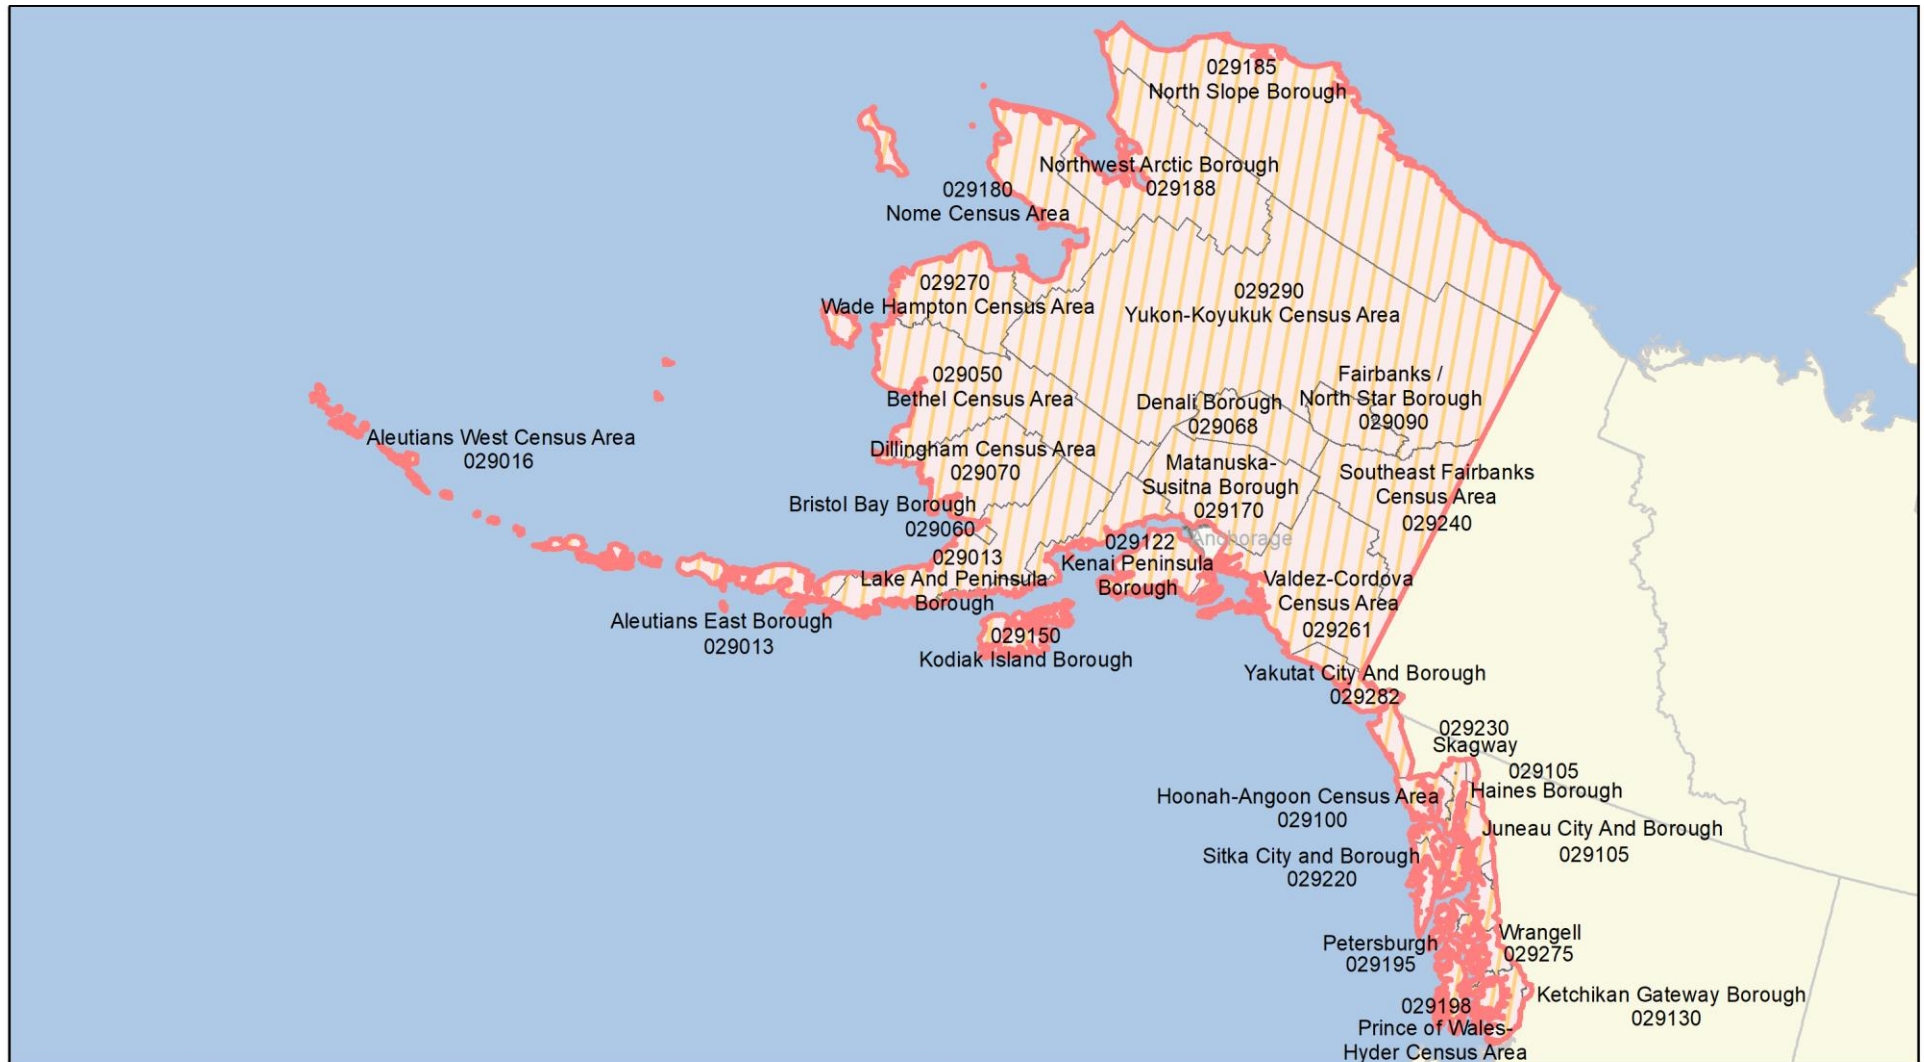 029185
North Slope Borough
Northwest Arctic Borough
029188
029180
Nome Census Area
029270
Wade Hampton Census Area
029290
Yukon-Koyukuk Census Area
029050
Bethel Census Area
Fairbanks /
North Star Borough
029090
Denali Borough
029068
Aleutians West Census Area
029016
Dillingham Census Area
029070
Matanuska-
Susitna Borough
029170
Southeast Fairbanks
Census Area
029240
Bristol Bay Borough
029060
029013
Lake And Peninsula
Borough
029122
Kenai Peninsula
Borough
Anchorage
Valdez-Cordova
Census Area
029261
Aleutians East Borough
029013
029150
Kodiak Island Borough
Yakutat City And Borough
029282
029230
Skagway
029105
Haines Borough
Hoonah-Angoon Census Area
029100
Juneau City And Borough
029105
Sitka City and Borough
029220
Petersburgh
029195
Wrangell
029275
Ketchikan Gateway Borough
029130
029198
Prince of Wales-
Hyder Census Area